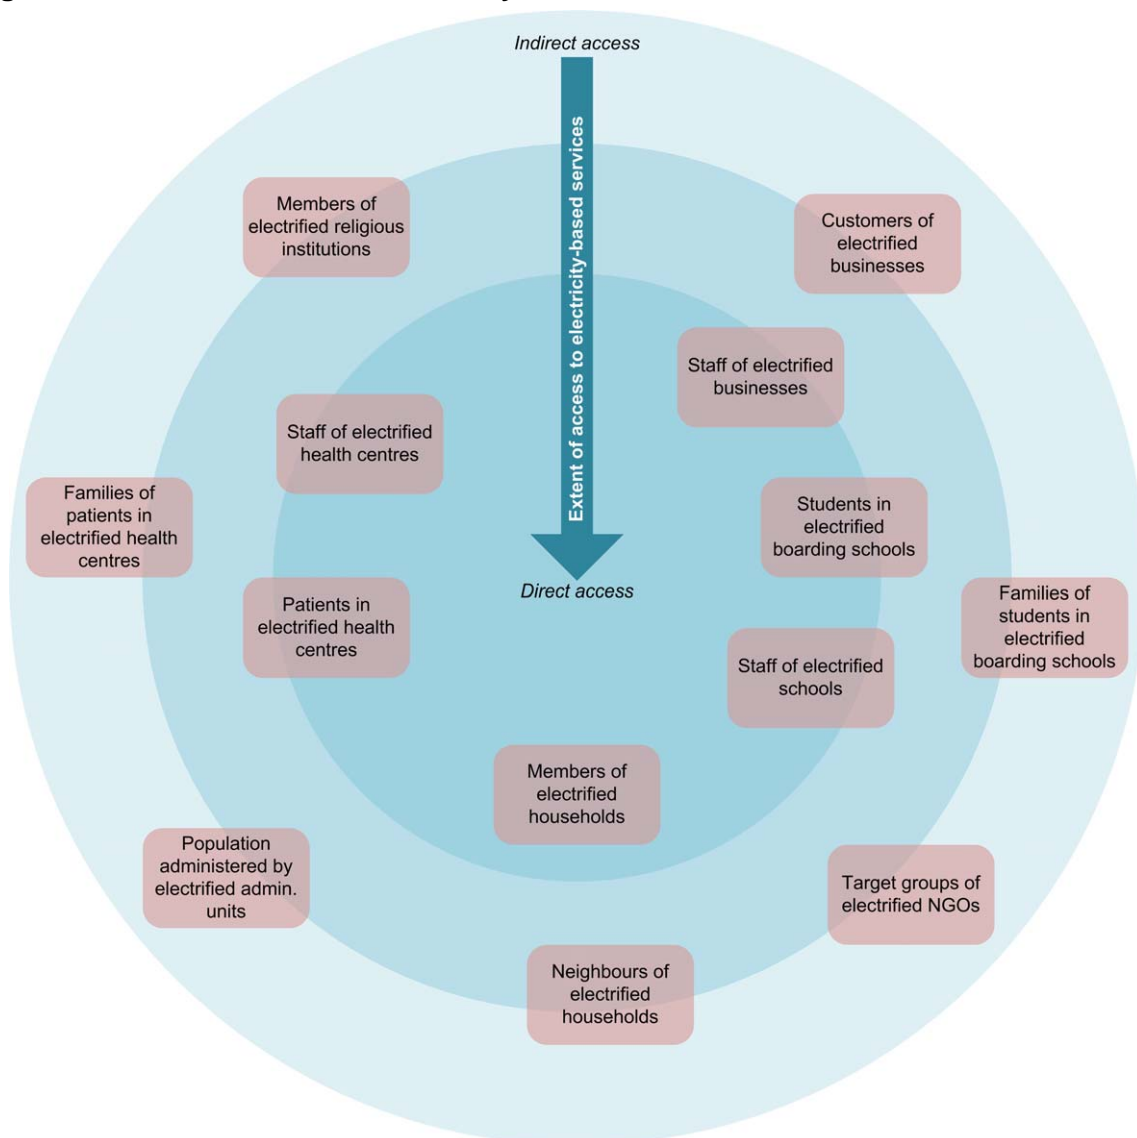 Indirect access
Extent of access to electricity-based services
Direct access
Members of
electrified religious
institutions
Customers of
electrified
businesses
Staff of electrified
businesses
Staff of electrified
health centres
Families of
patients in
electrified health
centres
Students in
electrified
boarding schools
Patients in
electrified health
centres
Families of
students in
electrified
boarding schools
Staff of electrified
schools
Members of
electrified
households
Population
administered by
electrified admin.
units
Target groups of
electrified NGOs
Neighbours of
electrified
households